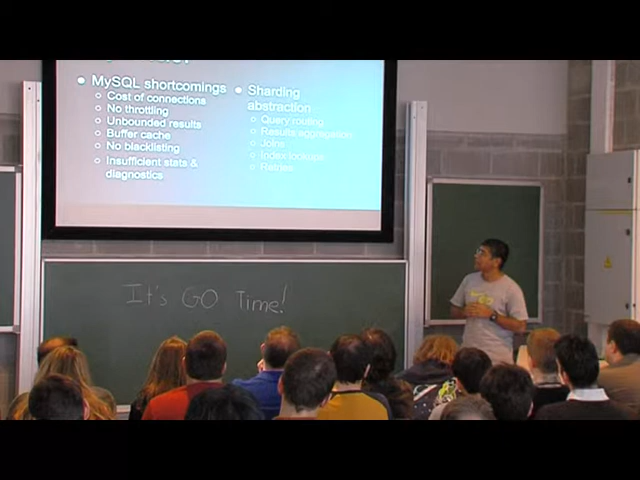 MySQL shortcomings
Cost of connections
No throttling
Unbounded results
Buffer cache
No blacklisting
Insufficient stats &
diagnostics
Sharding
abstraction
Query routing
Results aggregation
Joins
Index lookups
Retries
It's GO Time!